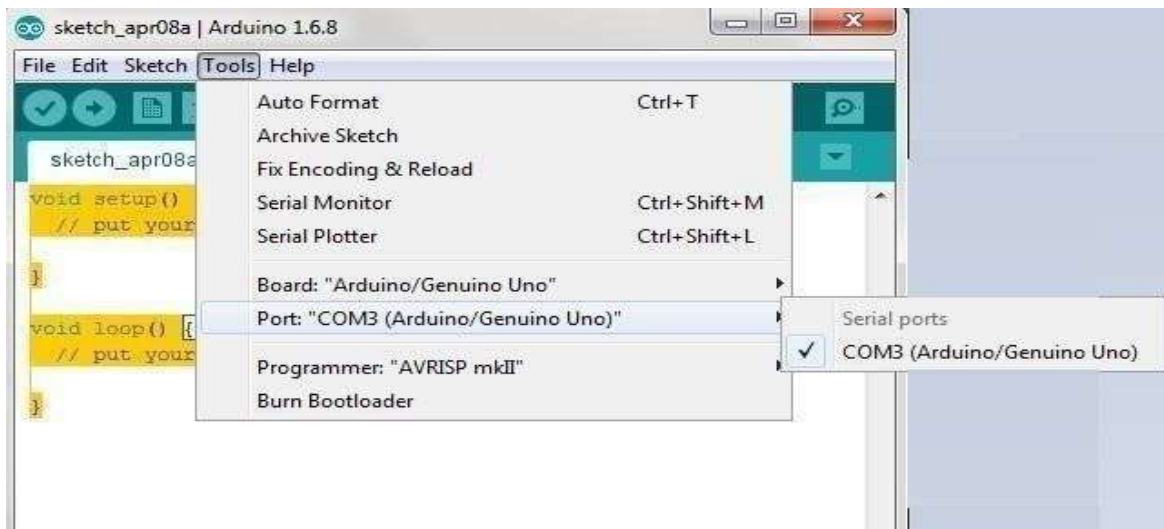 sketch_apr08a | Arduino 1.6.8
File Edit Sketch Tools Help
sketch_apr08a
Auto Format Ctrl+T
Archive Sketch
Fix Encoding & Reload
Serial Monitor Ctrl+Shift+M
Serial Plotter Ctrl+Shift+L
Board: "Arduino/Genuino Uno"
Port: "COM3 (Arduino/Genuino Uno)"
Programmer: "AVRISP mkII"
Burn Bootloader
Serial ports
COM3 (Arduino/Genuino Uno)
void setup()
// put your
}
void loop() {
// put your
}